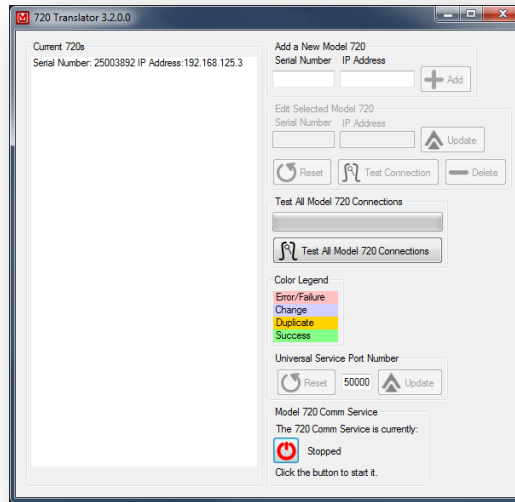 720 Translator 3.2.0.0
Current 720s
Serial Number: 25003892 IP Address:192.168.125.3
Add a New Model 720
Serial Number IP Address
Add
Edit Selected Model 720
Serial Number IP Address
Update
Reset Test Connection Delete
Test All Model 720 Connections
Test All Model 720 Connections
Color Legend
Error/Failure
Change
Duplicate
Success
Universal Service Port Number
Reset 50000 Update
Model 720 Comm Service
The 720 Comm Service is currently:
Stopped
Click the button to start it.